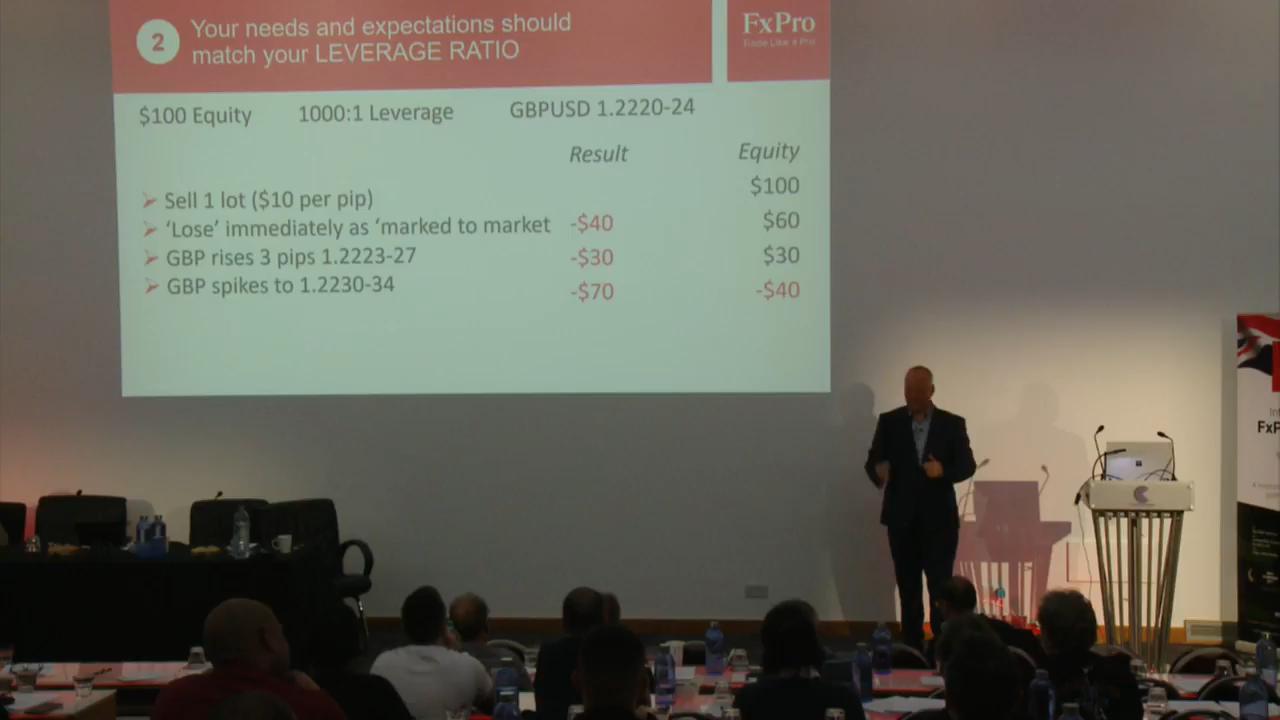 2
Your needs and expectations should
match your LEVERAGE RATIO
FxPro
Trade Like a Pro
$100 Equity 1000:1 Leverage GBPUSD 1.2220-24
Result Equity
$100
Sell 1 lot ($10 per pip)
‘Lose’ immediately as ‘marked to market -$40 $60
GBP rises 3 pips 1.2223-27 -$30 $30
GBP spikes to 1.2230-34 -$70 -$40